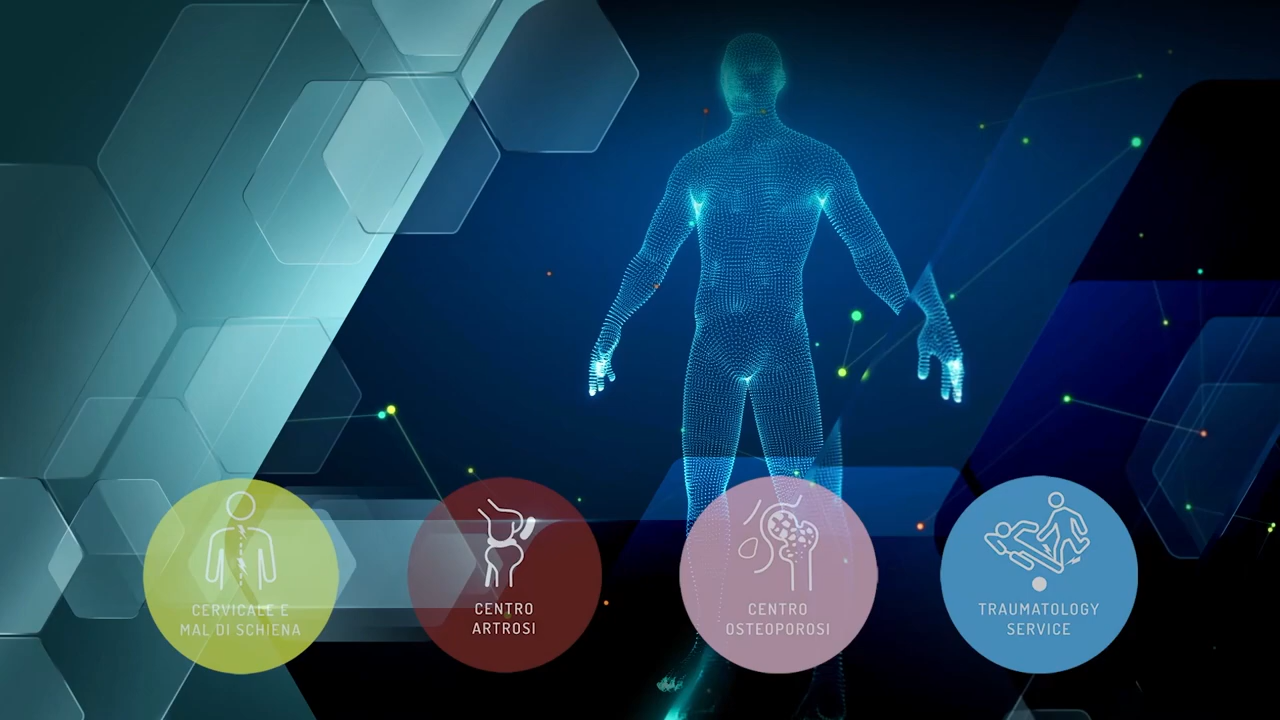 CERVICALE E
MAL DI SCHIENA
CENTRO
ARTROSI
CENTRO
OSTEOPOROSI
TRAUMATOLOGY
SERVICE